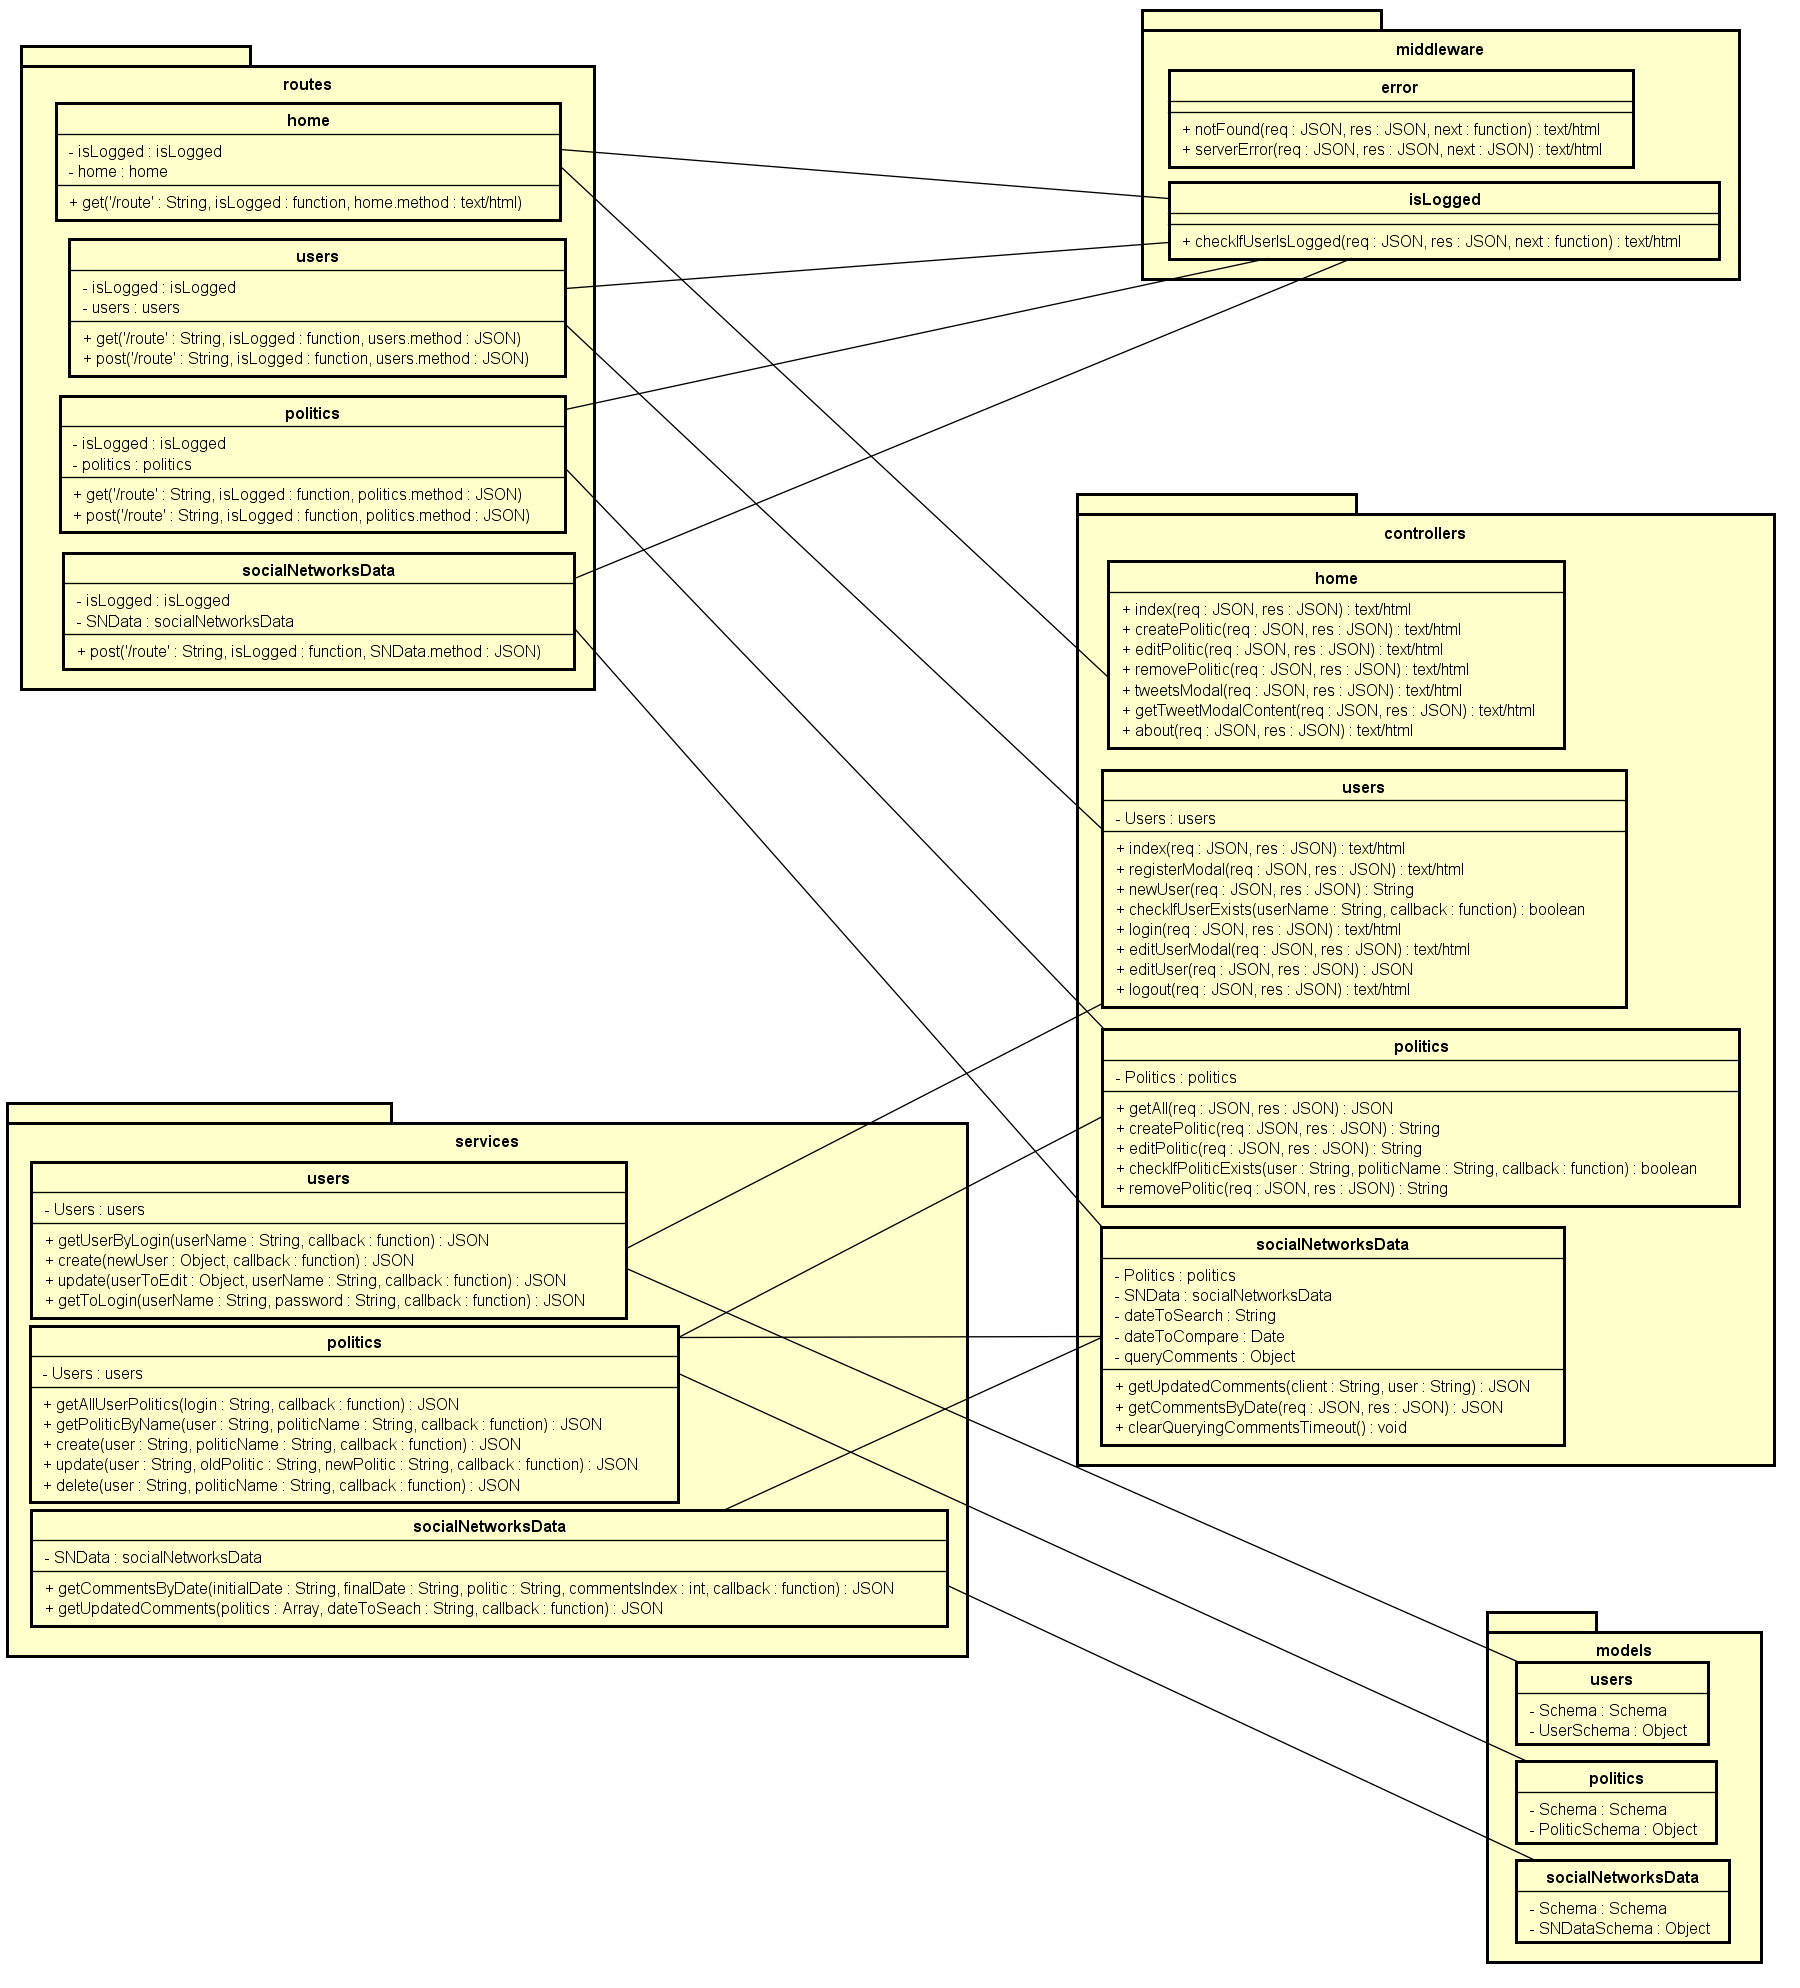 routes
home
- isLogged : isLogged
- home : home
+ get('/route' : String, isLogged : function, home.method : text/html)
users
- isLogged : isLogged
- users : users
+ get('/route' : String, isLogged : function, users.method : JSON)
+ post('/route' : String, isLogged : function, users.method : JSON)
politics
- isLogged : isLogged
- politics : politics
+ get('/route' : String, isLogged : function, politics.method : JSON)
+ post('/route' : String, isLogged : function, politics.method : JSON)
socialNetworksData
- isLogged : isLogged
- SNData : socialNetworksData
+ post('/route' : String, isLogged : function, SNData.method : JSON)
middleware
error
+ notFound(req : JSON, res : JSON, next : function) : text/html
+ serverError(req : JSON, res : JSON, next : JSON) : text/html
isLogged
+ checkIfUserIsLogged(req : JSON, res : JSON, next : function) : text/html
controllers
home
+ index(req : JSON, res : JSON) : text/html
+ createPolitic(req : JSON, res : JSON) : text/html
+ editPolitic(req : JSON, res : JSON) : text/html
+ removePolitic(req : JSON, res : JSON) : text/html
+ tweetsModal(req : JSON, res : JSON) : text/html
+ getTweetModalContent(req : JSON, res : JSON) : text/html
+ about(req : JSON, res : JSON) : text/html
users
- Users : users
+ index(req : JSON, res : JSON) : text/html
+ registerModal(req : JSON, res : JSON) : text/html
+ newUser(req : JSON, res : JSON) : String
+ checkIfUserExists(userName : String, callback : function) : boolean
+ login(req : JSON, res : JSON) : text/html
+ editUserModal(req : JSON, res : JSON) : text/html
+ editUser(req : JSON, res : JSON) : JSON
+ logout(req : JSON, res : JSON) : text/html
politics
- Politics : politics
+ getAll(req : JSON, res : JSON) : JSON
+ createPolitic(req : JSON, res : JSON) : String
+ editPolitic(req : JSON, res : JSON) : String
+ checkIfPoliticExists(user : String, politicName : String, callback : function) : boolean
+ removePolitic(req : JSON, res : JSON) : String
socialNetworksData
- Politics : politics
- SNData : socialNetworksData
- dateToSearch : String
- dateToCompare : Date
- queryComments : Object
+ getUpdatedComments(client : String, user : String) : JSON
+ getCommentsByDate(req : JSON, res : JSON) : JSON
+ clearQueryingCommentsTimeout() : void
services
users
- Users : users
+ getUserByLogin(userName : String, callback : function) : JSON
+ create(newUser : Object, callback : function) : JSON
+ update(userToEdit : Object, userName : String, callback : function) : JSON
+ getToLogin(userName : String, password : String, callback : function) : JSON
politics
- Users : users
+ getAllUserPolitics(login : String, callback : function) : JSON
+ getPoliticByName(user : String, politicName : String, callback : function) : JSON
+ create(user : String, politicName : String, callback : function) : JSON
+ update(user : String, oldPolitic : String, newPolitic : String, callback : function) : JSON
+ delete(user : String, politicName : String, callback : function) : JSON
socialNetworksData
- SNData : socialNetworksData
+ getCommentsByDate(initialDate : String, finalDate : String, politic : String, commentsIndex : int, callback : function) : JSON
+ getUpdatedComments(politics : Array, dateToSeach : String, callback : function) : JSON
models
users
- Schema : Schema
- UserSchema : Object
politics
- Schema : Schema
- PoliticSchema : Object
socialNetworksData
- Schema : Schema
- SNDataSchema : Object